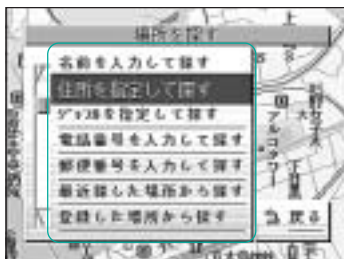 場所を探す
名前を入力して探す
住所を指定して探す
ジャンルを指定して探す
電話番号を入力して探す
郵便番号を入力して探す
最近探した場所から探す
登録した場所から探す
戻る